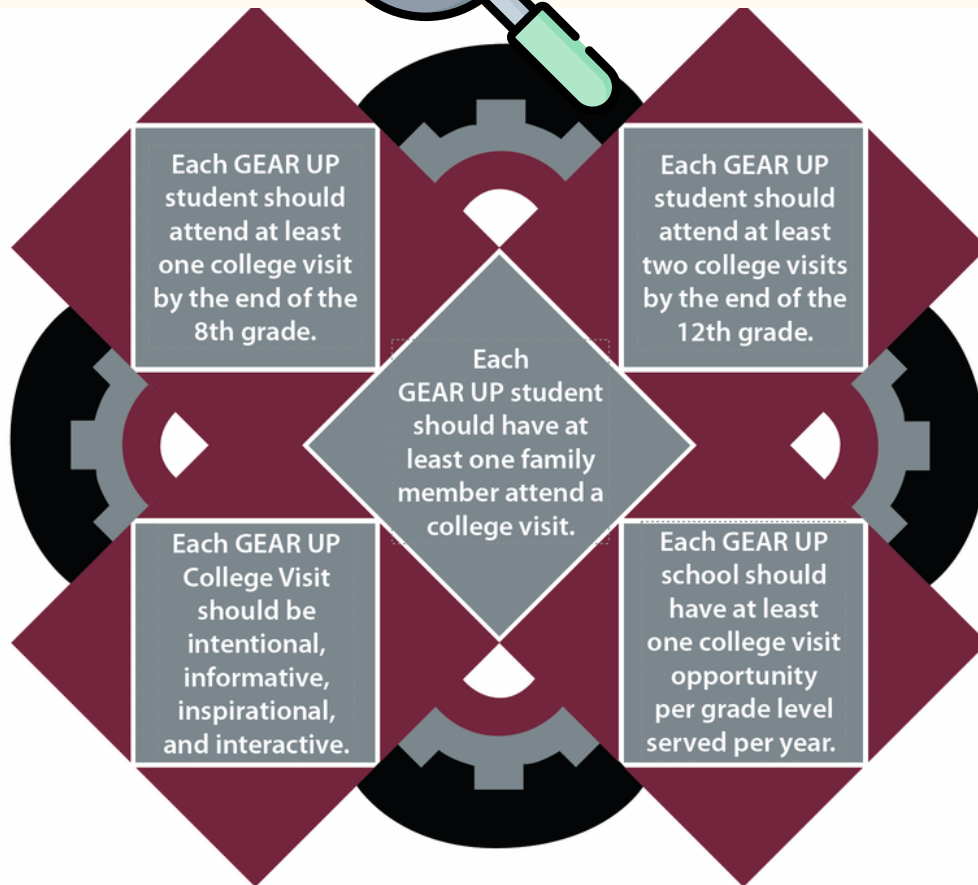 Each GEAR UP
student should
attend at least
one college visit
by the end of the
8th grade.
Each GEAR UP
student should
attend at least
two college visits
by the end of the
12th grade.
Each
GEAR UP student
should have at
least one family
member attend a
college visit.
Each GEAR UP
College Visit
should be
intentional,
informative,
inspirational,
and interactive.
Each GEAR UP
school should
have at least
one college visit
opportunity
per grade level
served per year.